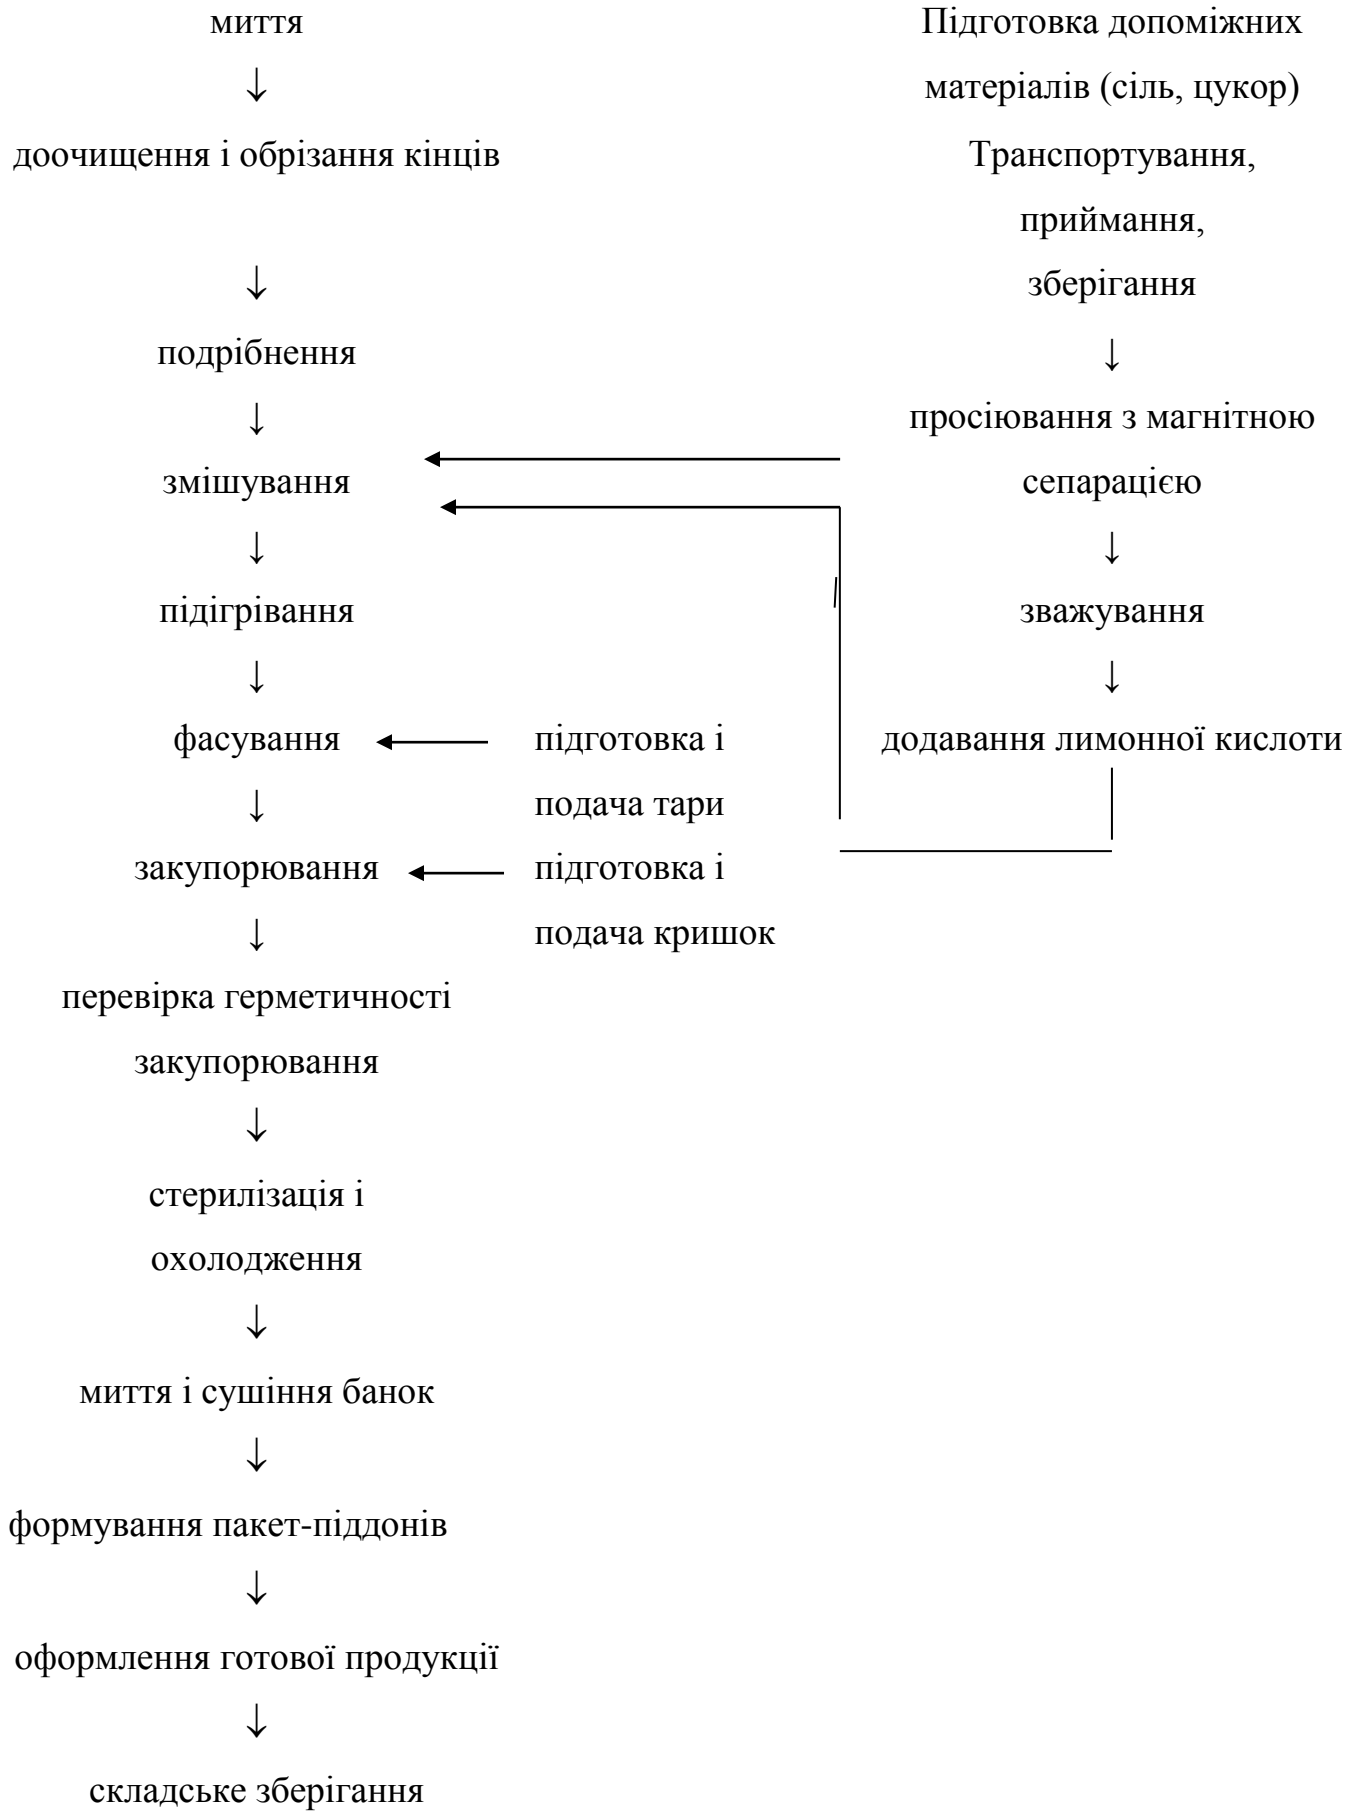 миття
↓
доочищення і обрізання кінців
↓
подрібнення
↓
змішування
↓
підігрівання
↓
фасування
↓
закупорювання
↓
перевірка герметичності
закупорювання
↓
стерилізація і
охолодження
↓
миття і сушіння банок
↓
формування пакет-піддонів
↓
оформлення готової продукції
↓
складське зберігання
підготовка і
подача тари
підготовка і
подача кришок
Підготовка допоміжних
матеріалів (сіль, цукор)
Транспортування,
приймання,
зберігання
↓
просіювання з магнітною
сепарацією
↓
зважування
↓
додавання лимонної кислоти